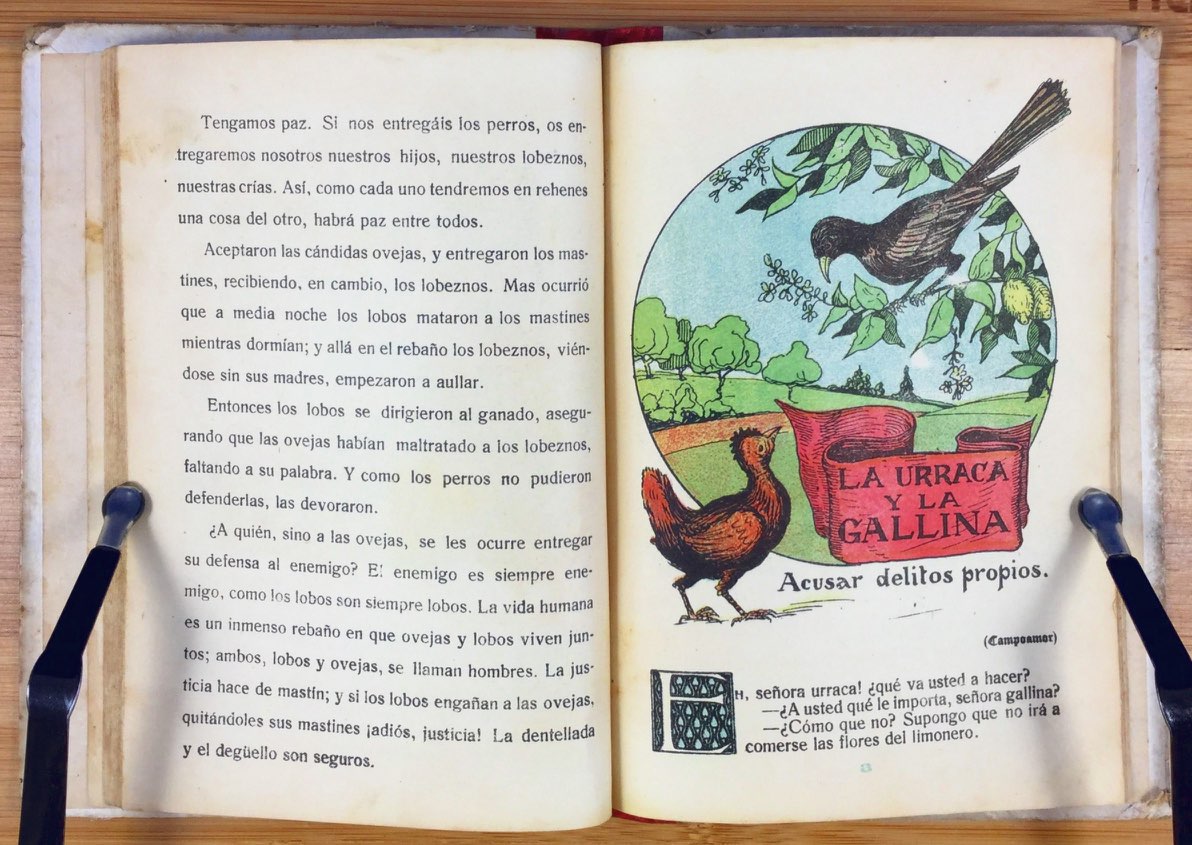 Tengamos paz. Si nos entregáis los perros, os en-
tregaremos nosotros nuestros hijos, nuestros lobeznos,
nuestras crías. Así, como cada uno tendremos en rehenes
una cosa del otro, habrá paz entre todos.
Aceptaron las cándidas ovejas, y entregaron los mas-
tines, recibiendo, en cambio, los lobeznos. Mas ocurrió
que a media noche los lobos mataron a los mastines
mientras dormían; y allá en el rebaño los lobeznos, vién-
dose sin sus madres, empezaron a aullar.
Entonces los lobos se dirigieron al ganado, asegu-
rando que las ovejas habían maltratado a los lobeznos,
faltando a su palabra. Y como los perros no pudieron
defenderlas, las devoraron.
¿A quién, sino a las ovejas, se les ocurre entregar
su defensa al enemigo? El enemigo es siempre ene-
migo, como los lobos son siempre lobos. La vida humana
es un inmenso rebaño en que ovejas y lobos viven jun-
tos; ambos, lobos y ovejas, se llaman hombres. La jus-
ticia hace de mastín; y si los lobos engañan a las ovejas,
quitándoles sus mastines ¡adiós, justicia! La dentellada
y el degüello son seguros.
LA URRACA
Y LA
GALLINA
Acusar delitos propios.
(Campoamor)
EH, señora urraca! ¿qué va usted a hacer?
—¿A usted qué le importa, señora gallina?
—¿Cómo que no? Supongo que no irá a
comerse las flores del limonero.